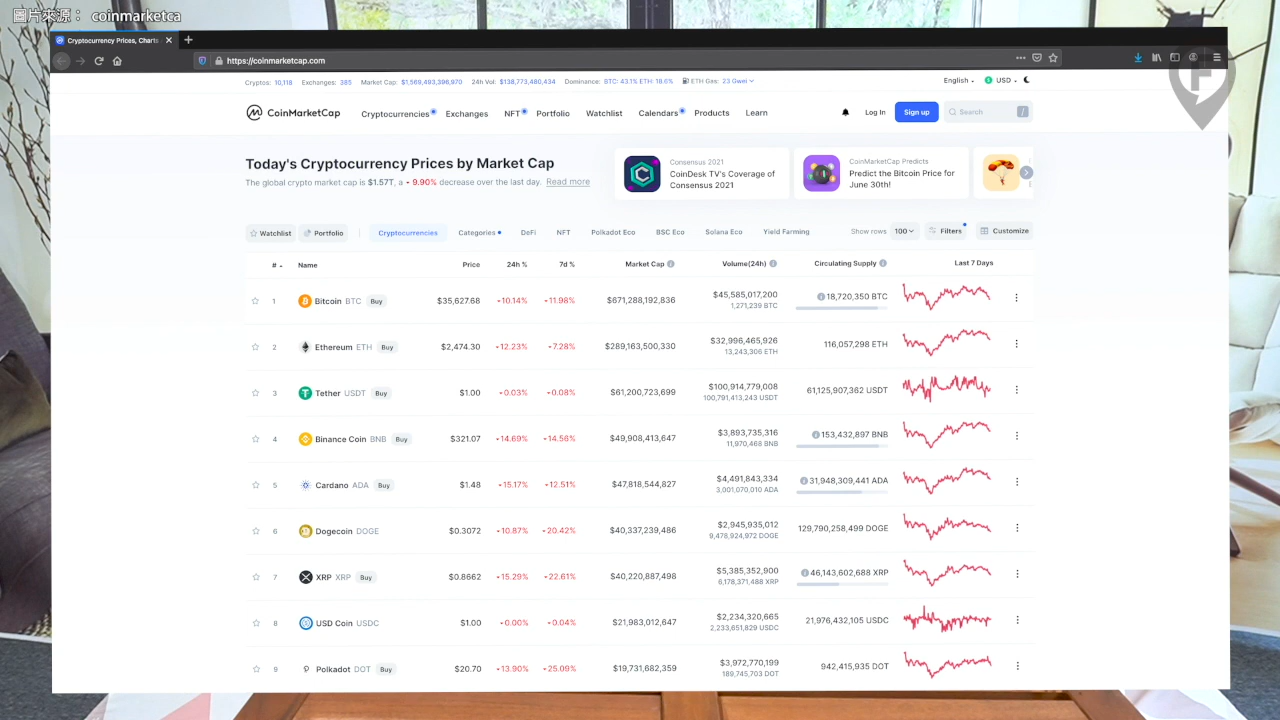 圖片來源： coinmarketca
Cryptocurrency Prices, Charts
https://coinmarketcap.com
Cryptos: 10,118 Exchanges: 385 Market Cap: $1,569,493,396,970 24h Vol: $138,773,480,434 Dominance: BTC: 43.1% ETH: 18.6% ETH Gas: 23 Gwei English USD
CoinMarketCap Cryptocurrencies Exchanges NFT Portfolio Watchlist Calendars Products Learn Log In Sign up Search /
Today's Cryptocurrency Prices by Market Cap
The global crypto market cap is $1.57T, a 9.90% decrease over the last day. Read more
Consensus 2021
CoinDesk TV's Coverage of
Consensus 2021
CoinMarketCap Predicts
Predict the Bitcoin Price for
June 30th!
Watchlist Portfolio Cryptocurrencies Categories DeFi NFT Polkadot Eco BSC Eco Solana Eco Yield Farming Show rows 100 Filters Customize
# Name Price 24h % 7d % Market Cap Volume(24h) Circulating Supply Last 7 Days
1 Bitcoin BTC Buy $35,627.68 10.14% 11.98% $671,288,192,836 $45,585,017,200 18,720,350 BTC
1,271,239 BTC
2 Ethereum ETH Buy $2,474.30 12.23% 7.28% $289,163,500,330 $32,996,465,926 116,057,298 ETH
13,243,306 ETH
3 Tether USDT Buy $1.00 0.03% 0.08% $61,200,723,699 $100,914,779,008 61,125,907,362 USDT
100,791,413,243 USDT
4 Binance Coin BNB Buy $321.07 14.69% 14.56% $49,908,413,647 $3,893,735,316 153,432,897 BNB
11,970,468 BNB
5 Cardano ADA Buy $1.48 15.17% 12.51% $47,818,544,827 $4,491,843,334 31,948,309,441 ADA
3,001,070,010 ADA
6 Dogecoin DOGE $0.3072 10.87% 20.42% $40,337,239,486 $2,945,935,012 129,790,258,499 DOGE
9,478,924,972 DOGE
7 XRP XRP Buy $0.8662 15.29% 22.61% $40,220,887,498 $5,385,352,900 46,143,602,688 XRP
6,178,371,488 XRP
8 USD Coin USDC $1.00 0.00% 0.04% $21,983,012,647 $2,234,320,665 21,976,432,105 USDC
2,233,651,829 USDC
9 Polkadot DOT Buy $20.70 13.90% 25.09% $19,731,682,359 $3,972,770,199 942,415,935 DOT
189,745,703 DOT